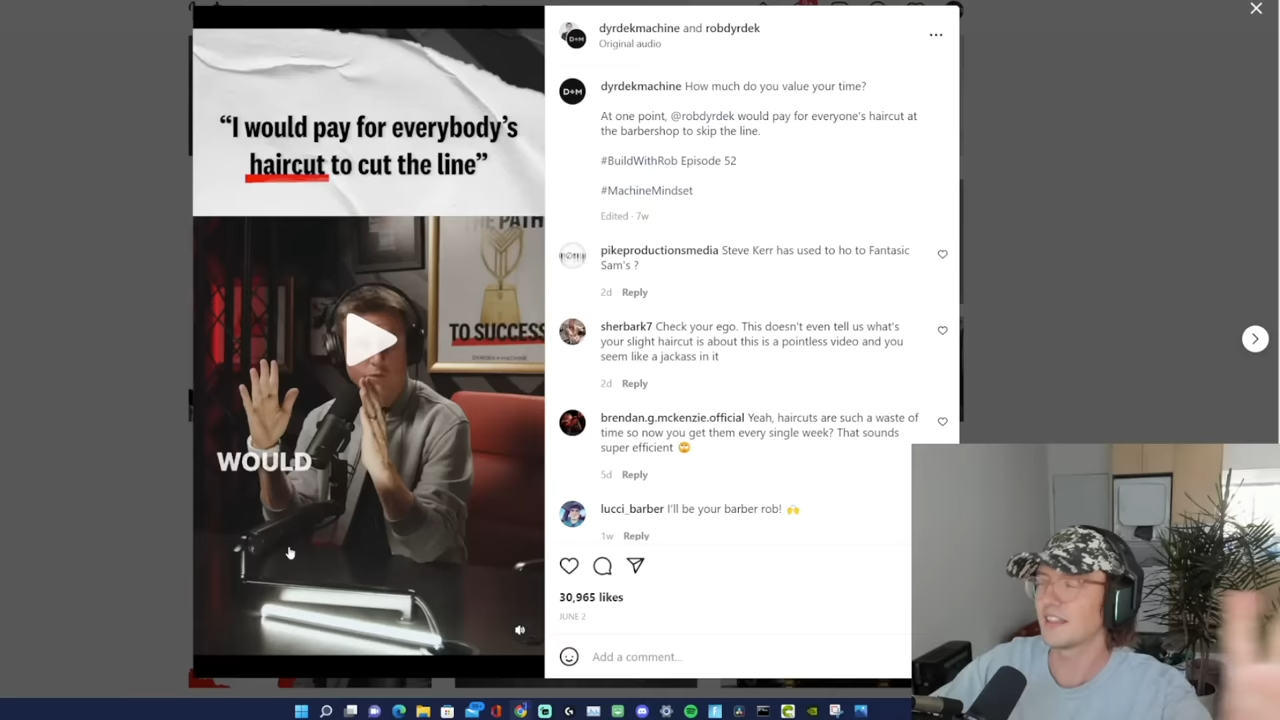 dyrdekmachine and robdyrdek
Original audio
"I would pay for everybody's
haircut to cut the line"
THE PATH
TO SUCCESS
WOULD
D+M
dyrdekmachine How much do you value your time?
At one point, @robdyrdek would pay for everyone's haircut at
the barbershop to skip the line.
#BuildWithRob Episode 52
#MachineMindset
Edited · 7w
pikeproductionsmedia Steve Kerr has used to ho to Fantasic
Sam's ?
2d Reply
sherbark7 Check your ego. This doesn't even tell us what's
your slight haircut is about this is a pointless video and you
seem like a jackass in it
2d Reply
brendan.g.mckenzie.official Yeah, haircuts are such a waste of
time so now you get them every single week? That sounds
super efficient 🙄
5d Reply
lucci_barber I'll be your barber rob! 🙌
1w Reply
30,965 likes
JUNE 2
Add a comment...